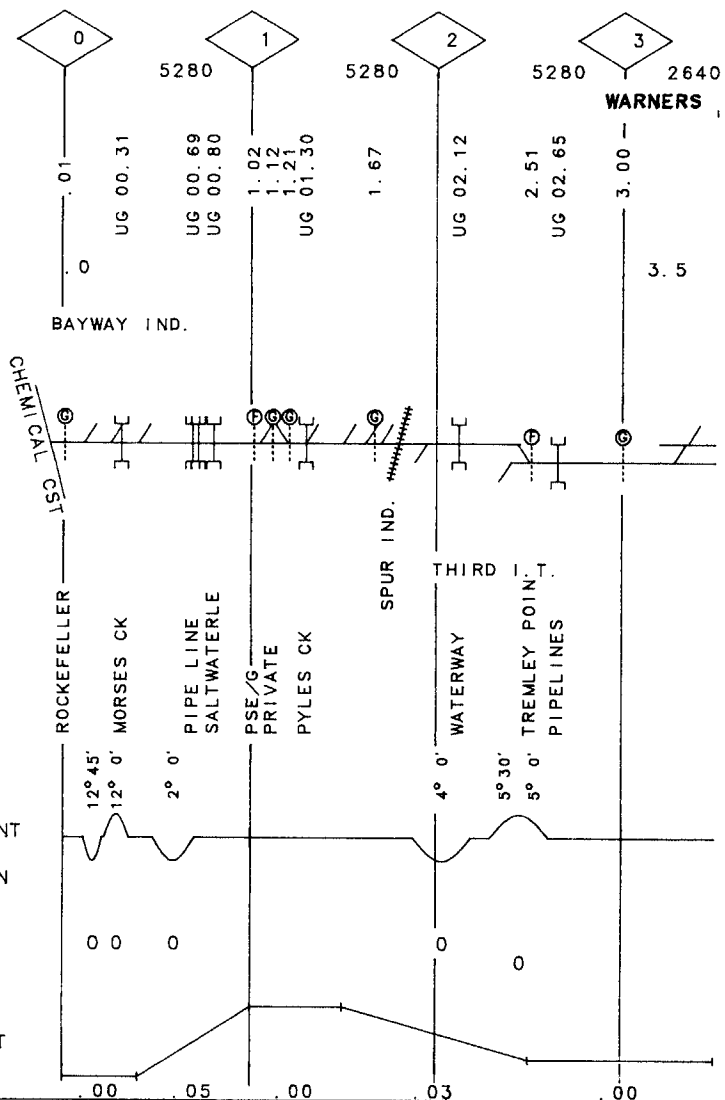 0 1 2 3
5280 5280 5280 2640
WARNERS
.01
UG 00.31
UG 00.69
UG 00.80
1.02
1.12
1.21
UG 01.30
1.67
UG 02.12
2.51
UG 02.65
3.00
.0
3.5
BAYWAY IND.
CHEMICAL CST
G F G G G F G
SPUR IND.
THIRD I.T.
ROCKEFELLER
MORSES CK
PIPE LINE
SALTWATERLE
PSE/G
PRIVATE
PYLES CK
WATERWAY
TREMLEY POINT
PIPELINES
12° 45'
12° 0'
2° 0'
4° 0'
5° 30'
5° 0'
NT
N
0 0 0 0 0
T
.00 .05 .00 .03 .00